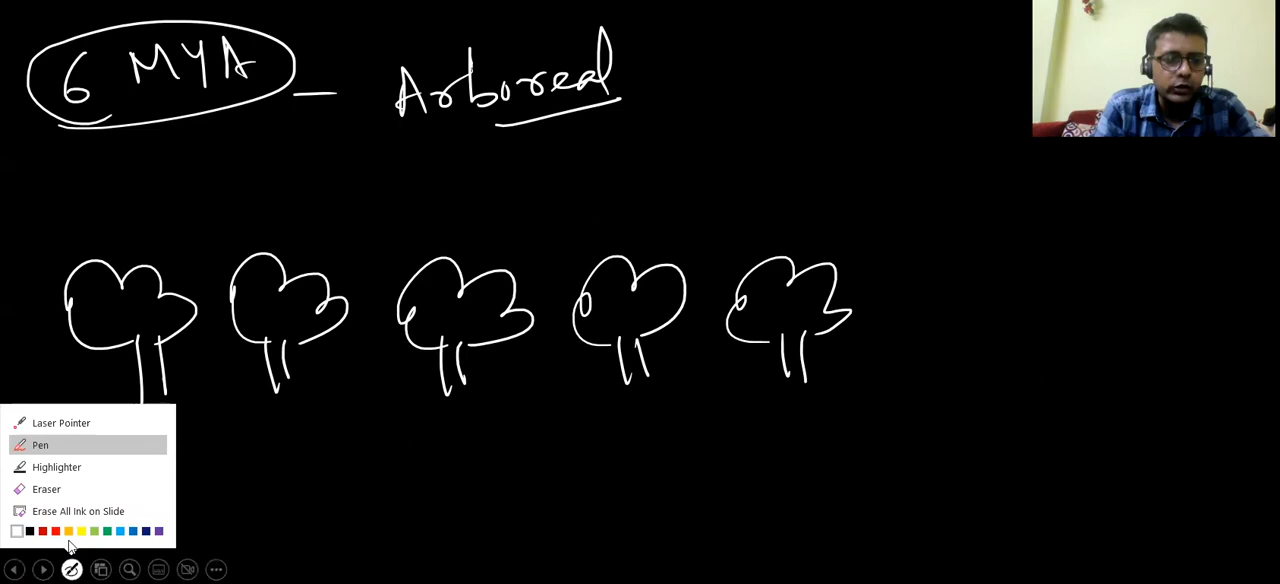 6 MYA — Arboreal
Laser Pointer
Pen
Highlighter
Eraser
Erase All Ink on Slide